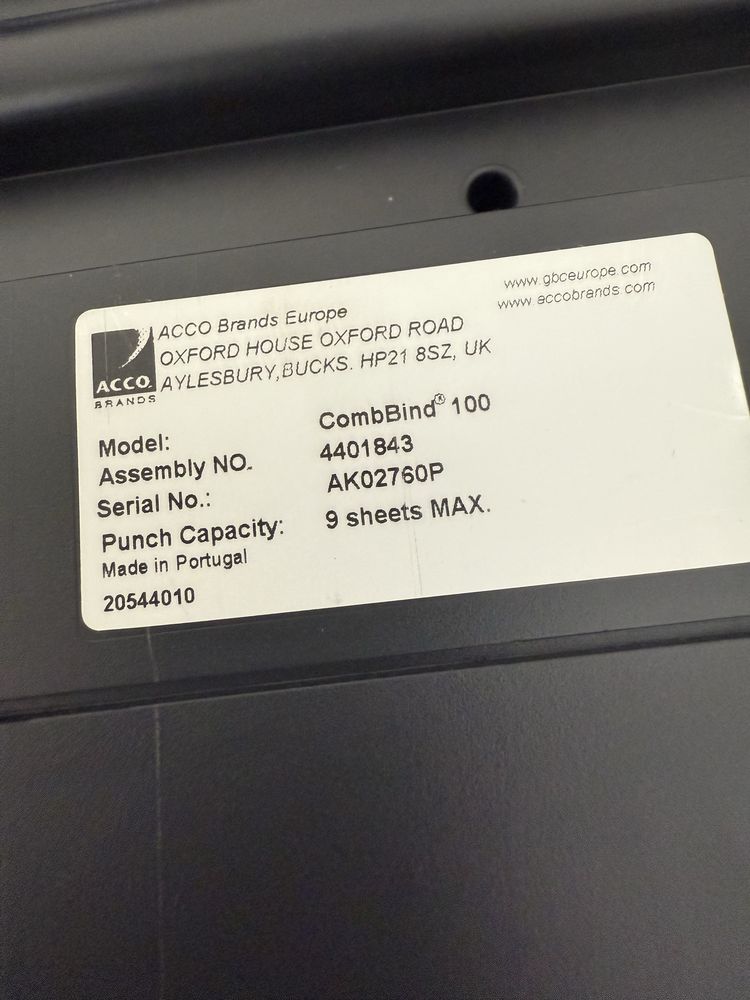 www.gbceurope.com
www.accobrands.com
ACCO Brands Europe
OXFORD HOUSE OXFORD ROAD
AYLESBURY,BUCKS. HP21 8SZ, UK
ACCO
BRANDS
Model: CombBind® 100
Assembly NO. 4401843
Serial No.: AK02760P
Punch Capacity: 9 sheets MAX.
Made in Portugal
20544010